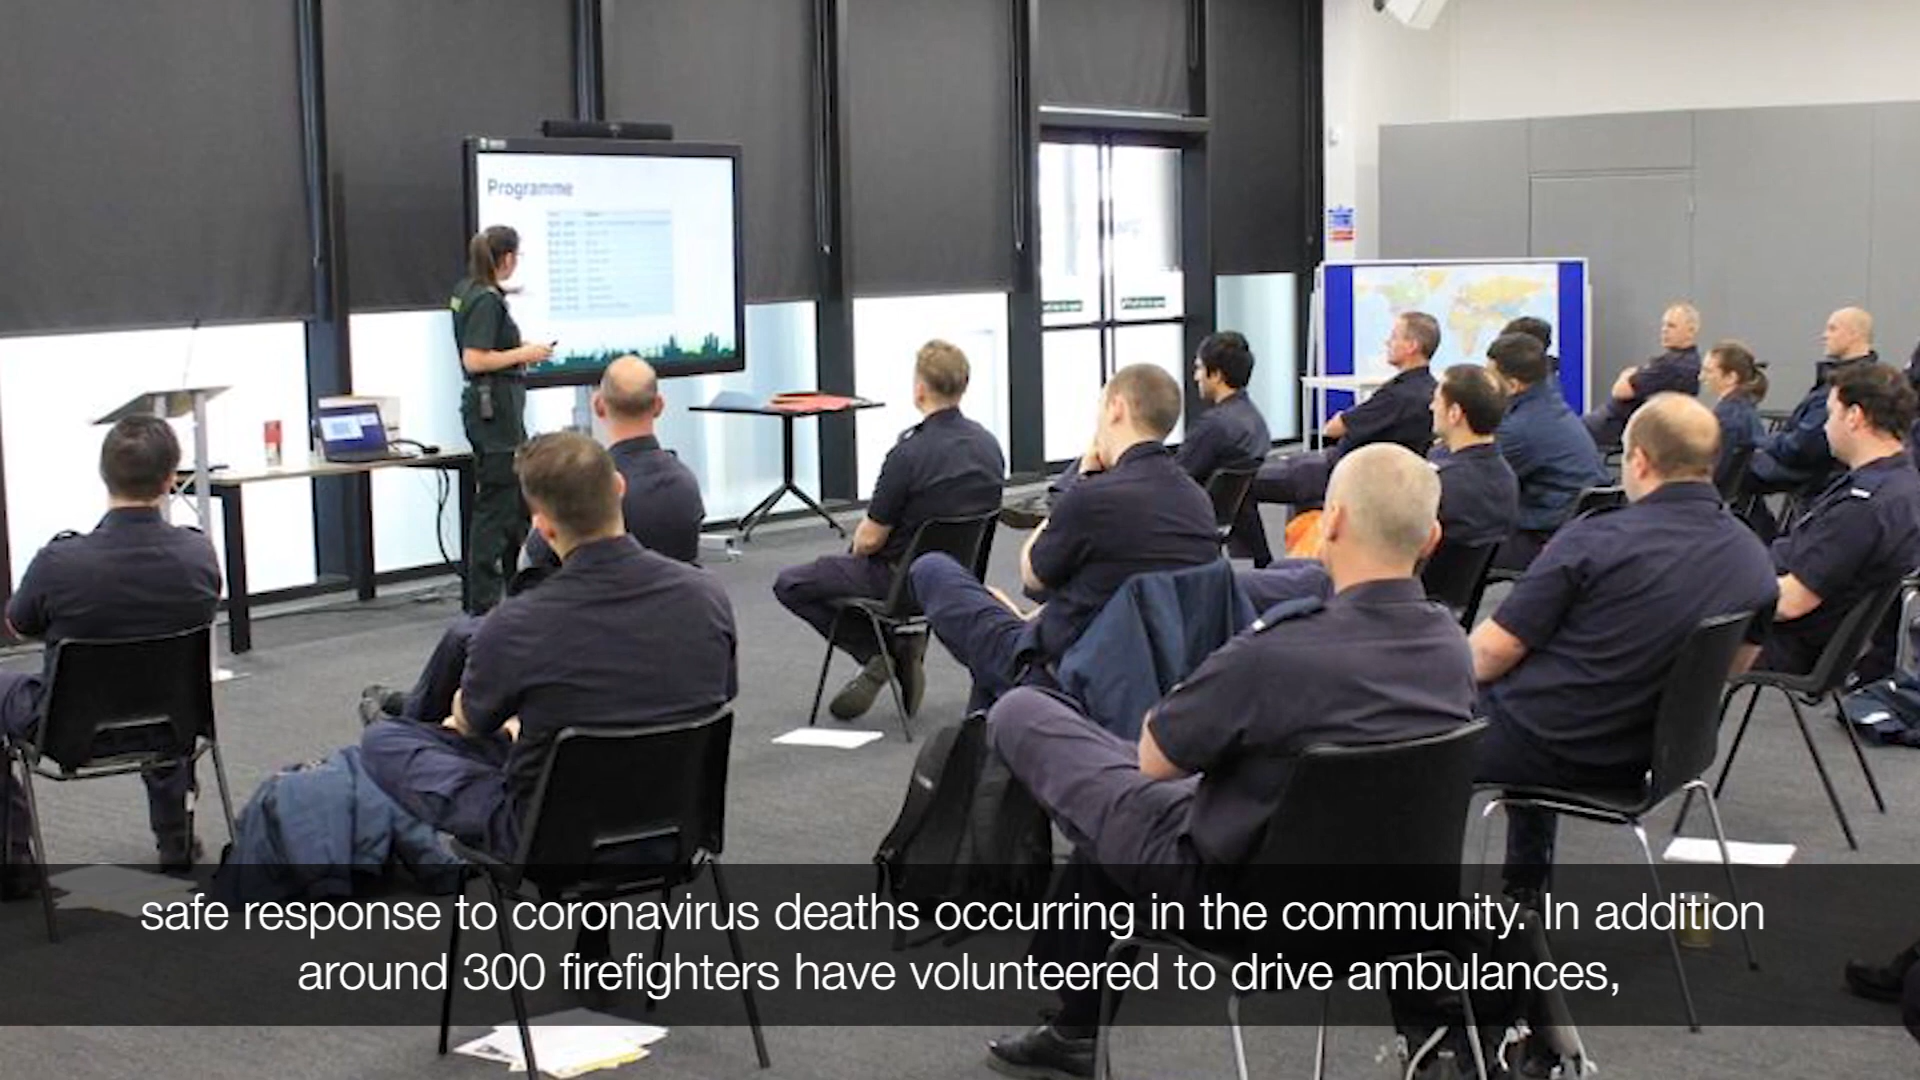 Programme
safe response to coronavirus deaths occurring in the community. In addition
around 300 firefighters have volunteered to drive ambulances,